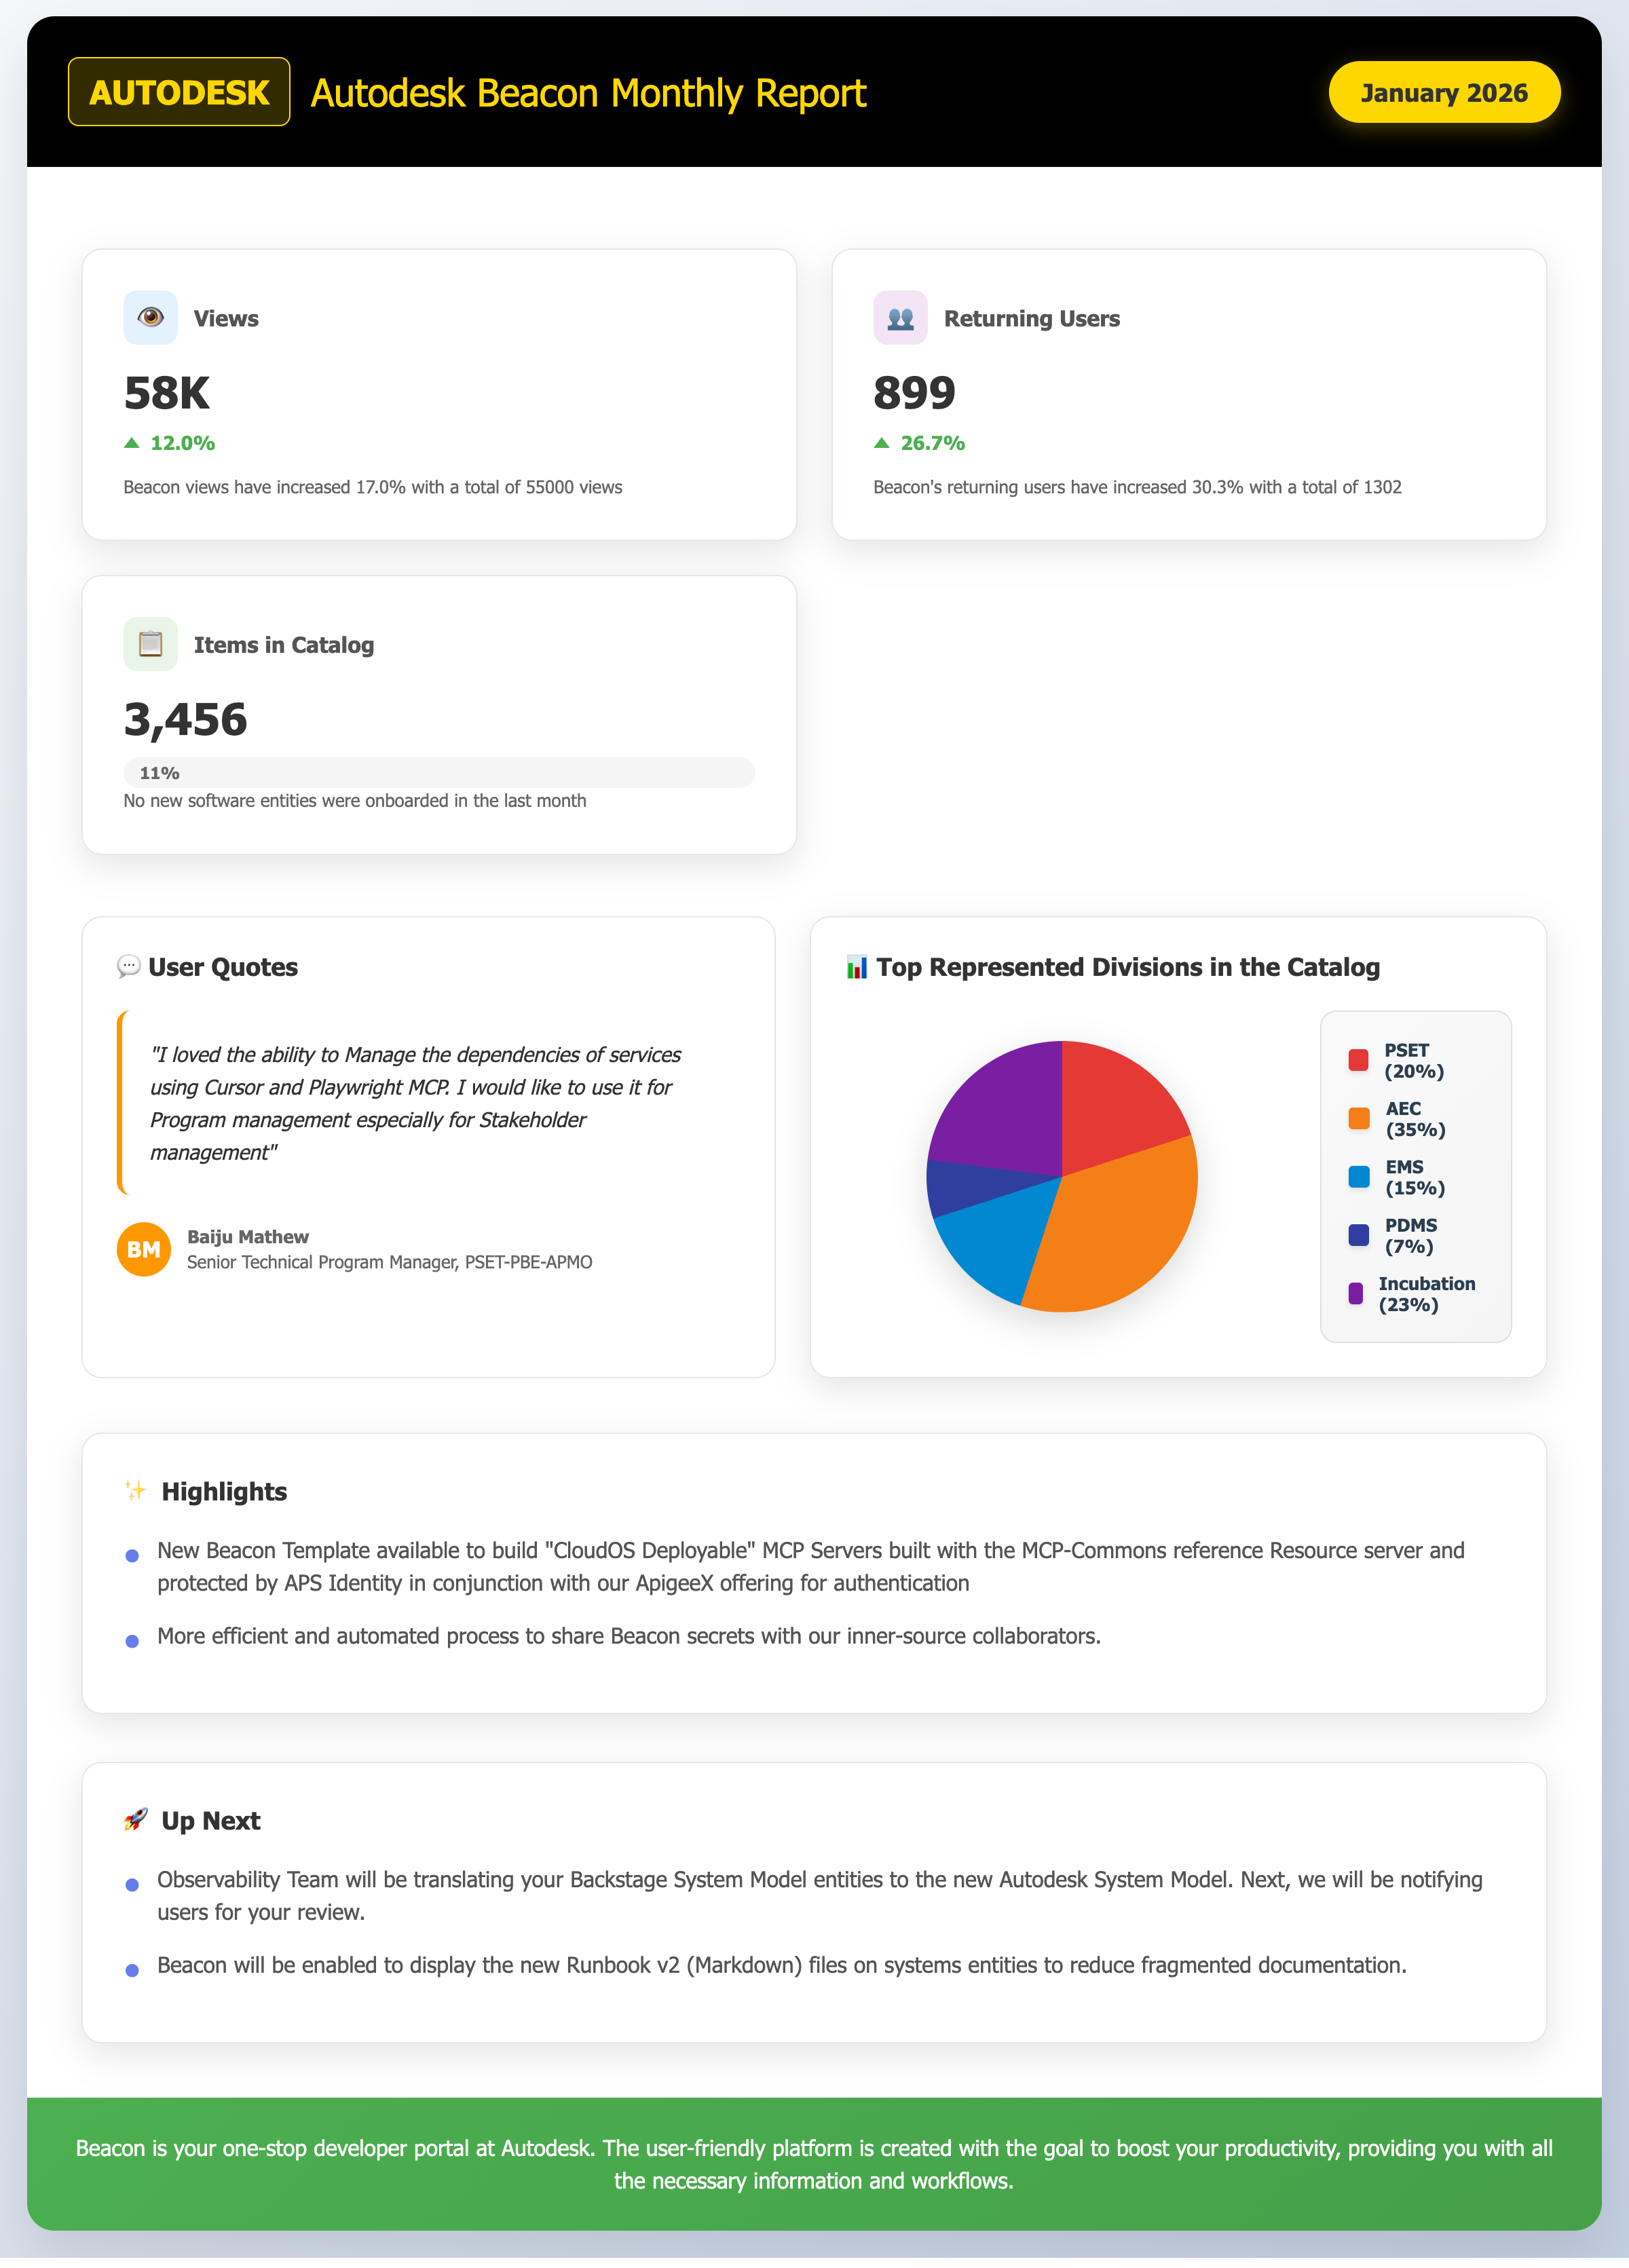 AUTODESK
Autodesk Beacon Monthly Report
January 2026
Views
58K
12.0%
Beacon views have increased 17.0% with a total of 55000 views
Returning Users
899
26.7%
Beacon's returning users have increased 30.3% with a total of 1302
Items in Catalog
3,456
11%
No new software entities were onboarded in the last month
User Quotes
"I loved the ability to Manage the dependencies of services
using Cursor and Playwright MCP. I would like to use it for
Program management especially for Stakeholder
management"
BM
Baiju Mathew
Senior Technical Program Manager, PSET-PBE-APMO
Top Represented Divisions in the Catalog
PSET
(20%)
AEC
(35%)
EMS
(15%)
PDMS
(7%)
Incubation
(23%)
Highlights
New Beacon Template available to build "CloudOS Deployable" MCP Servers built with the MCP-Commons reference Resource server and
protected by APS Identity in conjunction with our ApigeeX offering for authentication
More efficient and automated process to share Beacon secrets with our inner-source collaborators.
Up Next
Observability Team will be translating your Backstage System Model entities to the new Autodesk System Model. Next, we will be notifying
users for your review.
Beacon will be enabled to display the new Runbook v2 (Markdown) files on systems entities to reduce fragmented documentation.
Beacon is your one-stop developer portal at Autodesk. The user-friendly platform is created with the goal to boost your productivity, providing you with all
the necessary information and workflows.